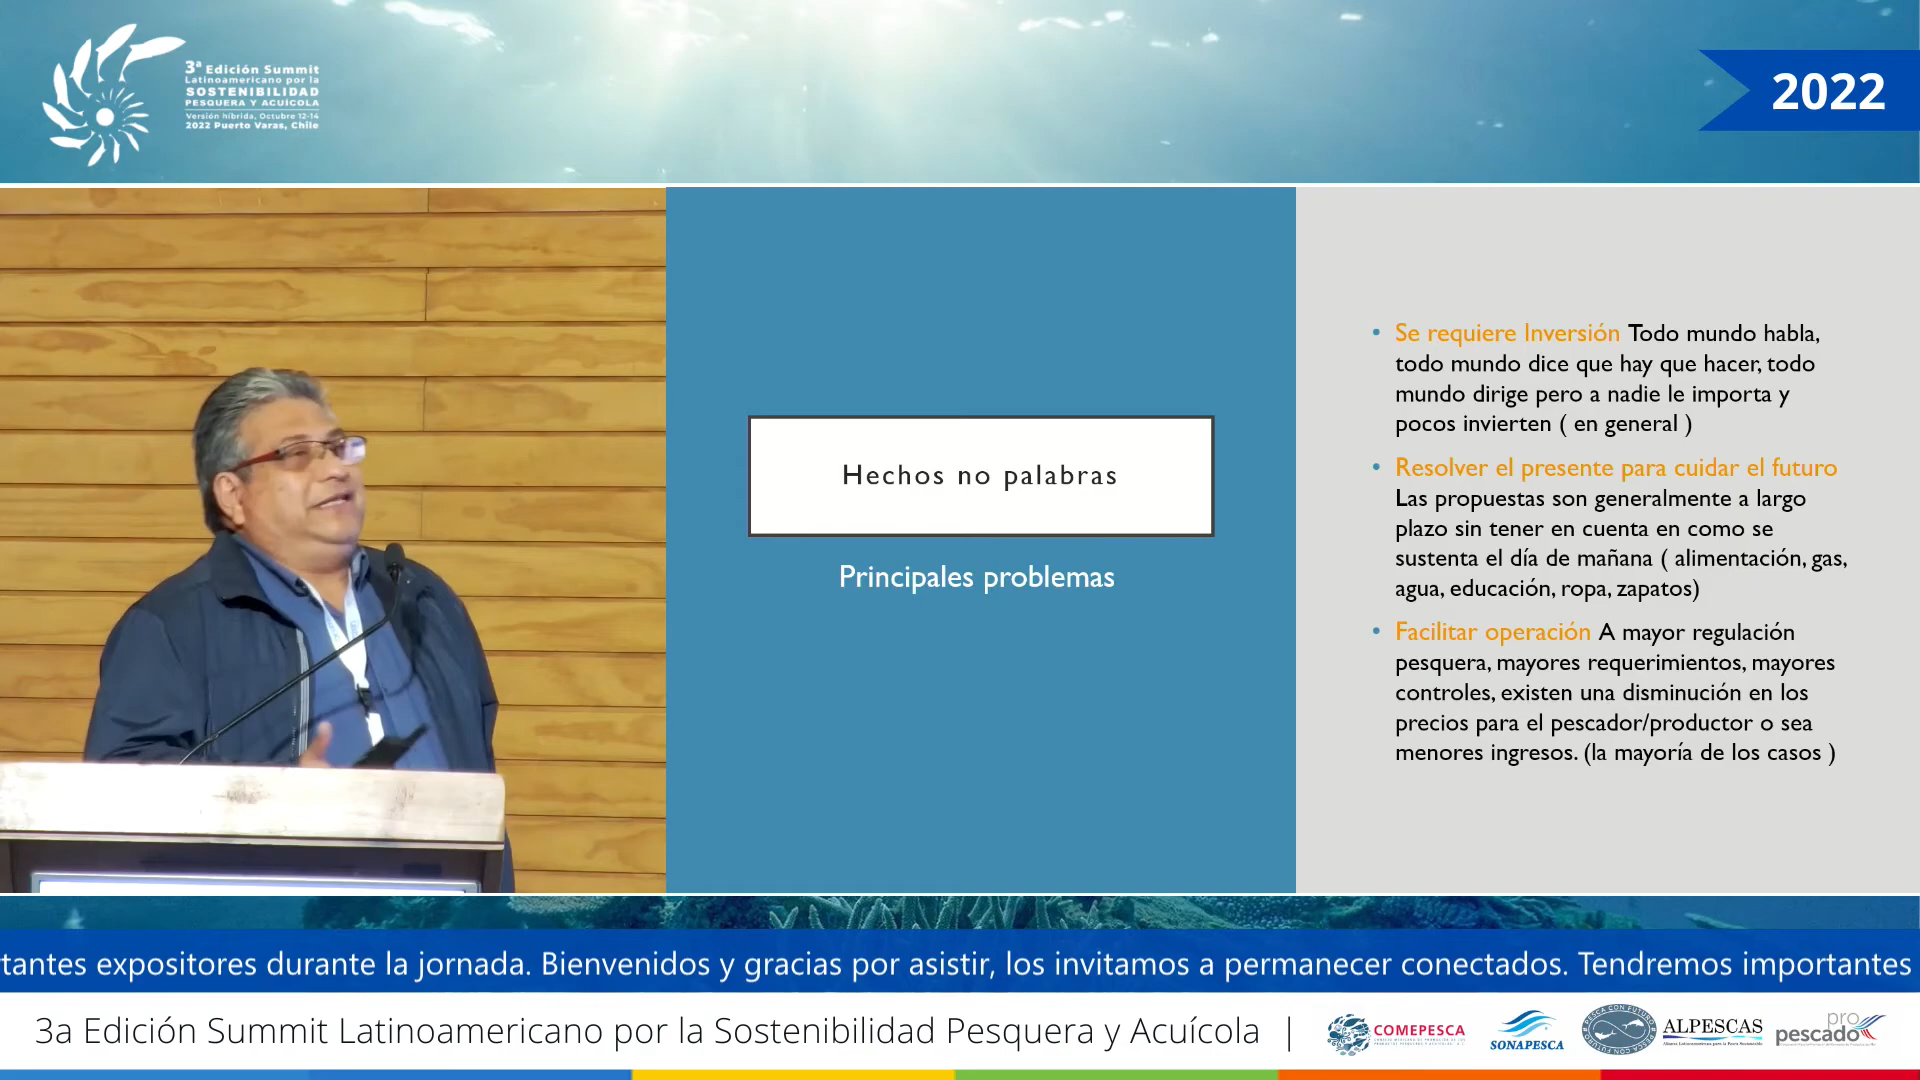 3ª Edición Summit
Latinoamericano por la
SOSTENIBILIDAD
PESQUERA Y ACUÍCOLA
Versión híbrida, Octubre 12-14
2022 Puerto Varas, Chile
2022
Hechos no palabras
Principales problemas
• Se requiere Inversión Todo mundo habla,
todo mundo dice que hay que hacer, todo
mundo dirige pero a nadie le importa y
pocos invierten ( en general )
• Resolver el presente para cuidar el futuro
Las propuestas son generalmente a largo
plazo sin tener en cuenta en como se
sustenta el día de mañana ( alimentación, gas,
agua, educación, ropa, zapatos)
• Facilitar operación A mayor regulación
pesquera, mayores requerimientos, mayores
controles, existen una disminución en los
precios para el pescador/productor o sea
menores ingresos. (la mayoría de los casos )
tantes expositores durante la jornada. Bienvenidos y gracias por asistir, los invitamos a permanecer conectados. Tendremos importantes
3a Edición Summit Latinoamericano por la Sostenibilidad Pesquera y Acuícola |
COMEPESCA
SONAPESCA
PESCA CON FUTURO
ALPESCAS
pro
pescado